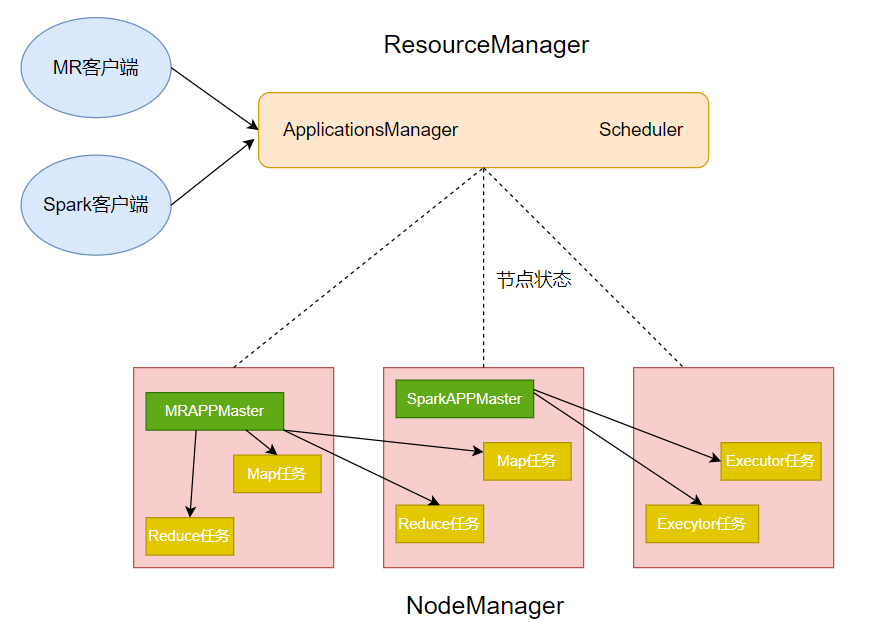 ResourceManager
MR客户端
ApplicationsManager
Scheduler
Spark客户端
节点状态
MRAPPMaster
SparkAPPMaster
Map任务
Map任务
Executor任务
Reduce任务
Reduce任务
Execytor任务
NodeManager